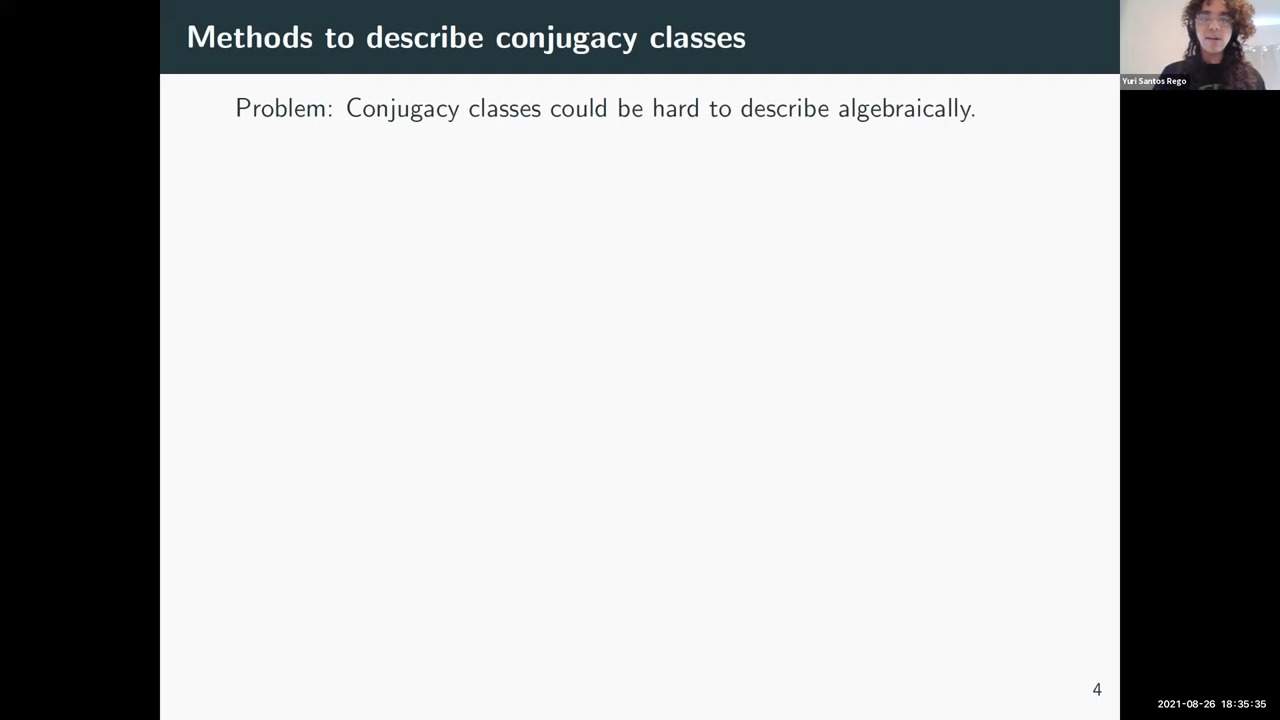 Methods to describe conjugacy classes
Yuri Santos Rego
Problem: Conjugacy classes could be hard to describe algebraically.
4
2021-08-26 18:35:35